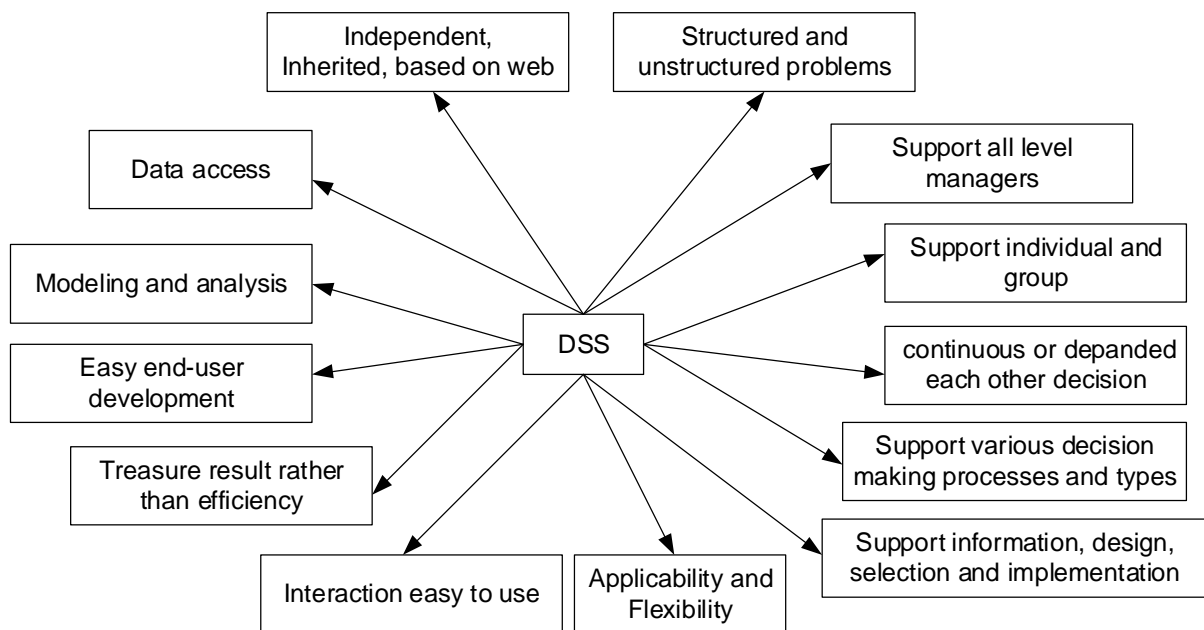 Independent,
Inherited, based on web
Structured and
unstructured problems
Data access
Support all level
managers
Modeling and analysis
Support individual and
group
DSS
Easy end-user
development
continuous or depanded
each other decision
Treasure result rather
than efficiency
Support various decision
making processes and types
Interaction easy to use
Applicability and
Flexibility
Support information, design,
selection and implementation